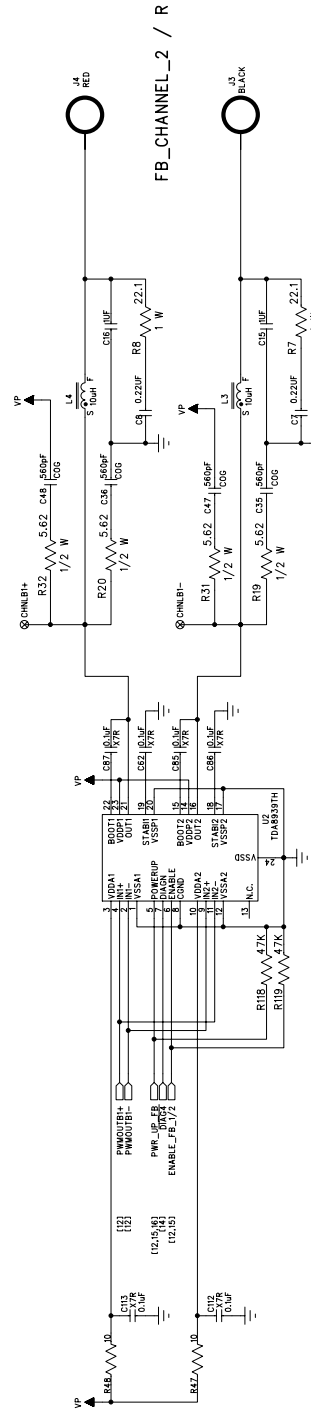 VP
R48
10
C113
X7R
0.1uF
R47
10
C112
X7R
0.1uF
[12]
[12]
[12,15,16]
[14]
[12,15]
PWMOUTB1+
PWMOUTB1-
PWR_UP_FB
DIAG4
ENABLE_FB_1/2
R118
47K
R119
47K
3
4
2
1
5
7
6
8
10
9
11
12
13
VDDA1
IN1+
IN1-
VSSA1
POWERUP
DIAGN
ENABLE
CGND
VDDA2
IN2+
IN2-
VSSA2
N.C.
BOOT1
VDDP1
OUT1
STABI1
VSSP1
BOOT2
VDDP2
OUT2
STABI2
VSSP2
VSSD
24
22
23
21
19
20
15
14
16
18
17
U2
TDA8939TH
VP
C87
0.1uF
X7R
C62
0.1uF
X7R
C85
0.1uF
X7R
C86
0.1uF
X7R
CHNLB1+
R32
5.62
1/2 W
C48
560pF
COG
VP
R20
5.62
1/2 W
C36
560pF
COG
L4
S 10uH F
C16
1UF
C8
0.22UF
R8
22.1
1 W
J4
RED
FB_CHANNEL_2 / R
CHNLB1-
R31
5.62
1/2 W
C47
560pF
COG
VP
R19
5.62
1/2 W
C35
560pF
COG
L3
S 10uH F
C15
1UF
C7
0.22UF
R7
22.1
1 W
J3
BLACK